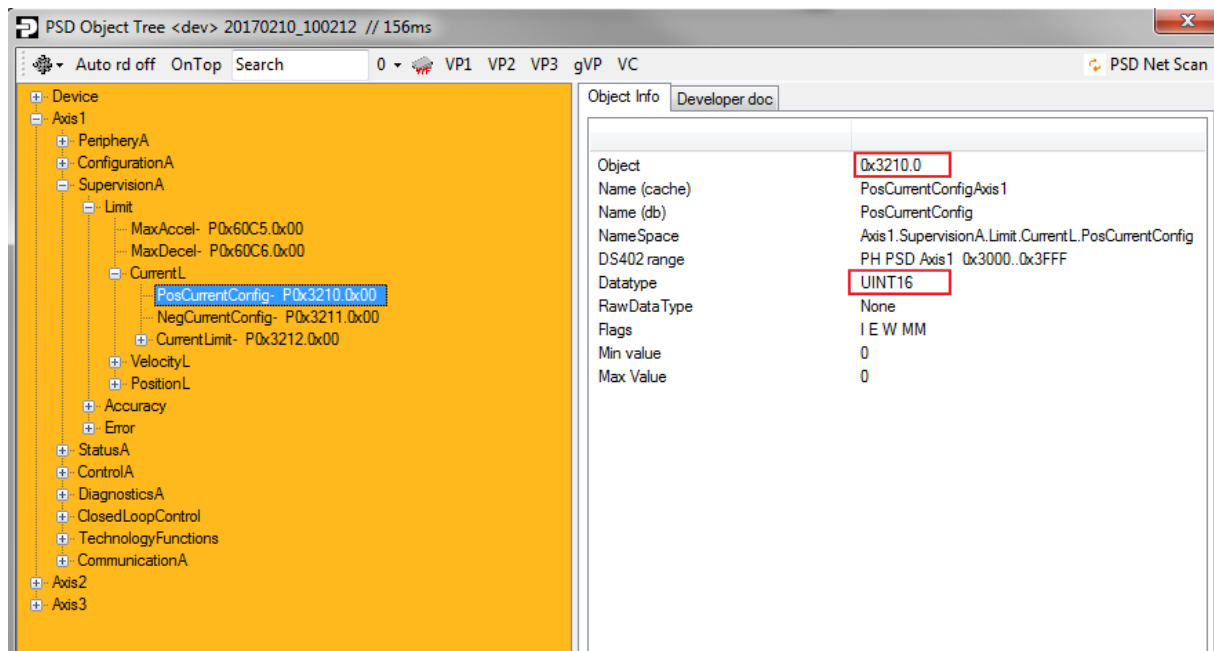 PSD Object Tree <dev> 20170210_100212 // 156ms
Auto rd off OnTop Search 0 VP1 VP2 VP3 gVP VC PSD Net Scan
Device
Axis1
PeripheryA
ConfigurationA
SupervisionA
Limit
MaxAccel- P0x60C5.0x00
MaxDecel- P0x60C6.0x00
CurrentL
PosCurrentConfig- P0x3210.0x00
NegCurrentConfig- P0x3211.0x00
CurrentLimit- P0x3212.0x00
VelocityL
PositionL
Accuracy
Error
StatusA
ControlA
DiagnosticsA
ClosedLoopControl
TechnologyFunctions
CommunicationA
Axis2
Axis3
Object Info Developer doc
Object 0x3210.0
Name (cache) PosCurrentConfigAxis1
Name (db) PosCurrentConfig
NameSpace Axis1.SupervisionA.Limit.CurrentL.PosCurrentConfig
DS402 range PH PSD Axis1 0x3000..0x3FFF
Datatype UINT16
RawDataType None
Flags I E W MM
Min value 0
Max Value 0